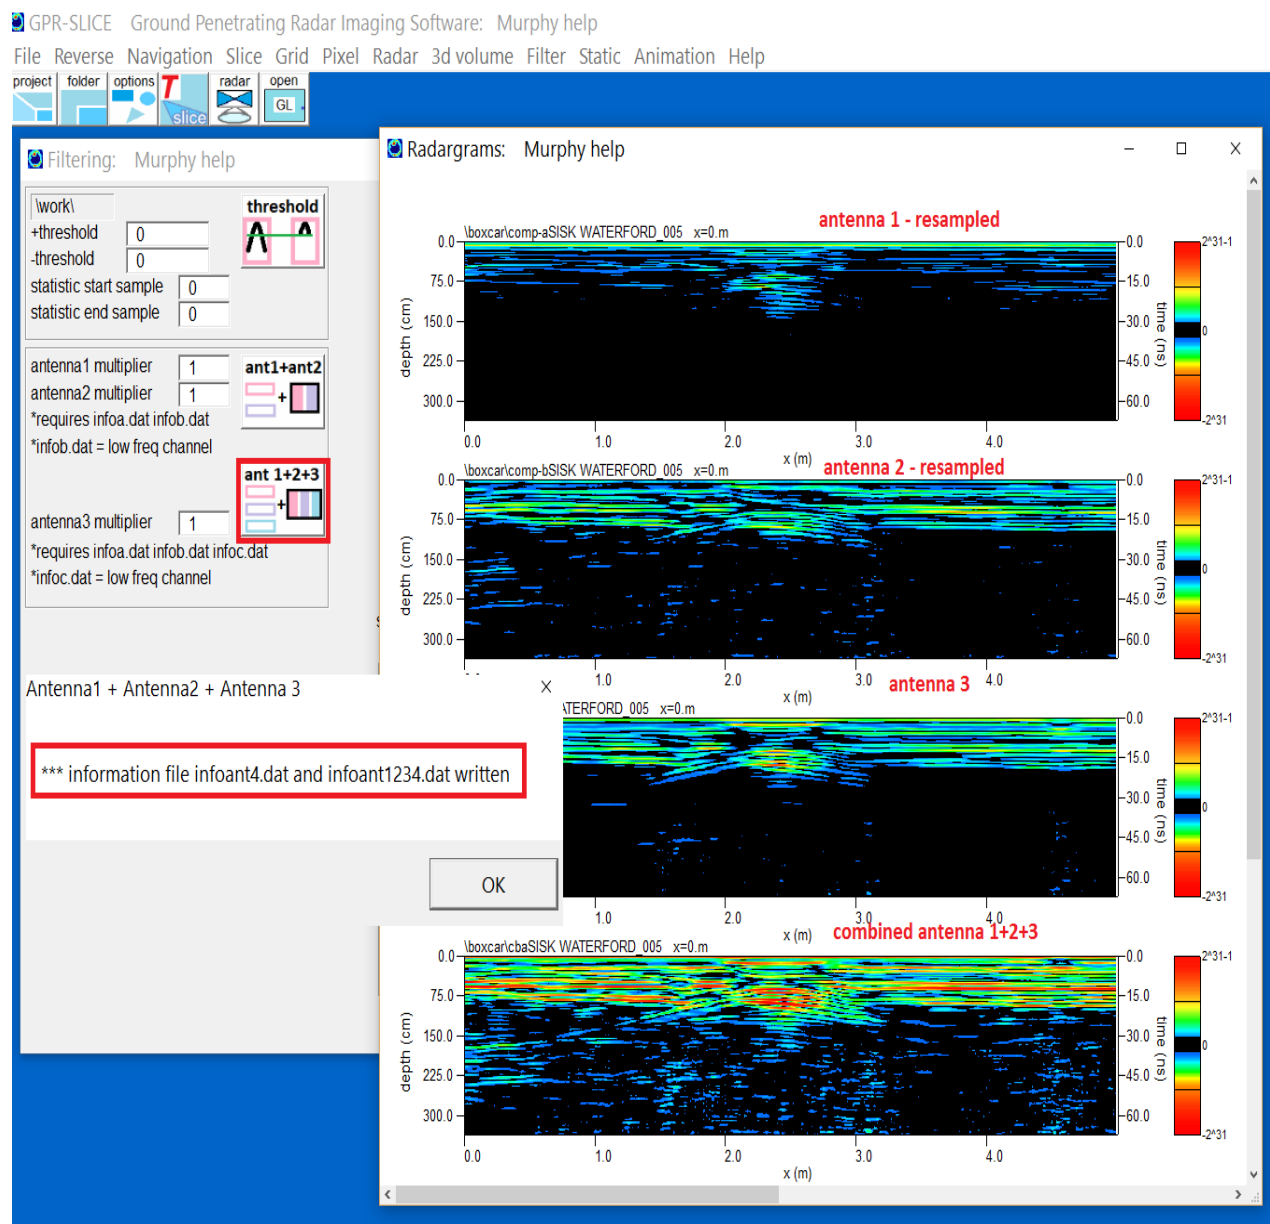 GPR-SLICE Ground Penetrating Radar Imaging Software: Murphy help
File Reverse Navigation Slice Grid Pixel Radar 3d volume Filter Static Animation Help
project folder options T slice radar open GL
Filtering: Murphy help
\work\
threshold
+threshold 0
-threshold 0
statistic start sample 0
statistic end sample 0
antenna1 multiplier 1
ant1+ant2
antenna2 multiplier 1
*requires infoa.dat infob.dat
*infob.dat = low freq channel
ant 1+2+3
antenna3 multiplier 1
*requires infoa.dat infob.dat infoc.dat
*infoc.dat = low freq channel
Antenna1 + Antenna2 + Antenna 3 X
*** information file infoant4.dat and infoant1234.dat written
OK
Radargrams: Murphy help
antenna 1 - resampled
\boxcar\comp-aSISK WATERFORD_005 x=0.m
0.0 75.0 150.0 225.0 300.0
depth (cm)
0.0 15.0 30.0 45.0 60.0
time (ns)
2^31-1 0 -2^31
0.0 1.0 2.0 3.0 4.0
x (m)
antenna 2 - resampled
\boxcar\comp-bSISK WATERFORD_005 x=0.m
0.0 75.0 150.0 225.0 300.0
depth (cm)
0.0 15.0 30.0 45.0 60.0
time (ns)
2^31-1 0 -2^31
1.0 2.0 3.0 4.0
x (m)
antenna 3
ATERFORD_005 x=0.m
0.0 15.0 30.0 45.0 60.0
time (ns)
2^31-1 0 -2^31
1.0 2.0 3.0 4.0
x (m)
combined antenna 1+2+3
\boxcar\cbaSISK WATERFORD_005 x=0.m
0.0 75.0 150.0 225.0 300.0
depth (cm)
0.0 15.0 30.0 45.0 60.0
time (ns)
2^31-1 0 -2^31
0.0 1.0 2.0 3.0 4.0
x (m)